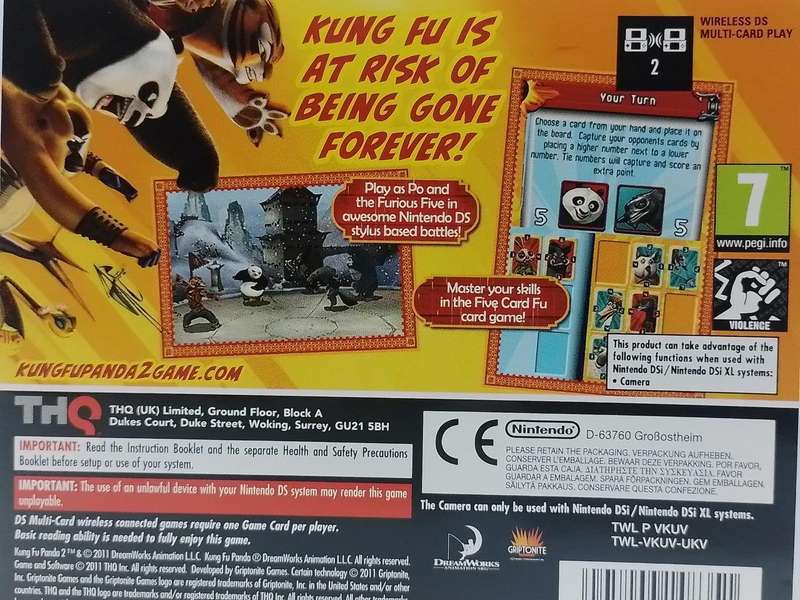 KUNG FU IS
AT RISK OF
BEING GONE
FOREVER!
WIRELESS DS
MULTI-CARD PLAY
2
Your Turn
Choose a card from your hand and place it on
the board. Capture your opponents cards by
placing a higher number next to a lower
number. Tie numbers will capture and score an
extra point.
5
5
Play as Po and
the Furious Five in
awesome Nintendo DS
stylus based battles!
Master your skills
in the Five Card Fu
card game!
7
www.pegi.info
VIOLENCE
This product can take advantage of the
following functions when used with
Nintendo DSi / Nintendo DSi XL systems:
• Camera
KUNGFUPANDA2GAME.COM
THQ
THQ (UK) Limited, Ground Floor, Block A
Dukes Court, Duke Street, Woking, Surrey, GU21 5BH
IMPORTANT: Read the Instruction Booklet and the separate Health and Safety Precautions
Booklet before setup or use of your system.
IMPORTANT: The use of an unlawful device with your Nintendo DS system may render this game
unplayable.
DS Multi-Card wireless connected games require one Game Card per player.
Basic reading ability is needed to fully enjoy this game.
Kung Fu Panda 2 ™ & © 2011 DreamWorks Animation L.L.C. Kung Fu Panda ® DreamWorks Animation L.L.C. All rights reserved.
Game and Software © 2011 THQ Inc. All rights reserved. Developed by Griptonite Games. Certain technology © 2011 Griptonite,
Inc. Griptonite Games and the Griptonite Games logo are registered trademarks of Griptonite, Inc. in the United States and/or other
countries. THQ and the THQ logo are trademarks and/or registered trademarks of THQ Inc. All rights reserved. All other trademarks
CE
Nintendo
D-63760 Großostheim
PLEASE RETAIN THE PACKAGING. VERPACKUNG AUFHEBEN.
CONSERVER L'EMBALLAGE. BEWAAR DEZE VERPAKKING. POR FAVOR,
GUARDA ESTA CAJA. ΔΙΑΤΗΡΗΣΤΕ ΤΗΝ ΣΥΣΚΕΥΑΣΙΑ. POR FAVOR,
GUARDAR A EMBALAGEM. SPARA FÖRPACKNINGEN. GEM EMBALLAGEN.
SÄILYTÄ PAKKAUS. CONSERVARE QUESTA CONFEZIONE.
The Camera can only be used with Nintendo DSi/Nintendo DSi XL systems.
DREAMWORKS
ANIMATION SKG
GRIPTONITE
GAMES
TWL P VKUV
TWL-VKUV-UKV